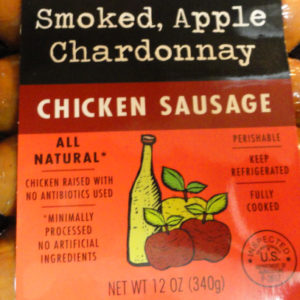 Smoked, Apple
Chardonnay
CHICKEN SAUSAGE
ALL
NATURAL*
CHICKEN RAISED WITH
NO ANTIBIOTICS USED
*MINIMALLY
PROCESSED
NO ARTIFICIAL
INGREDIENTS
PERISHABLE
KEEP
REFRIGERATED
FULLY
COOKED
INSPECTED
U.S.
NET WT 12 OZ (340g)